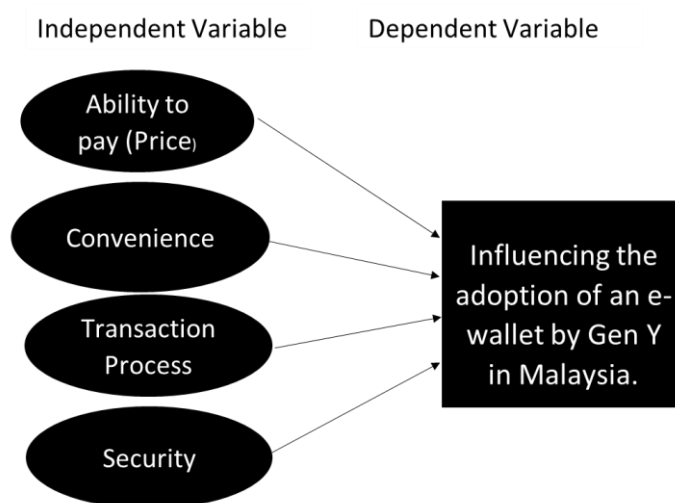 Independent Variable
Dependent Variable
Ability to
pay (Price)
Convenience
Transaction
Process
Security
Influencing the
adoption of an e-
wallet by Gen Y
in Malaysia.